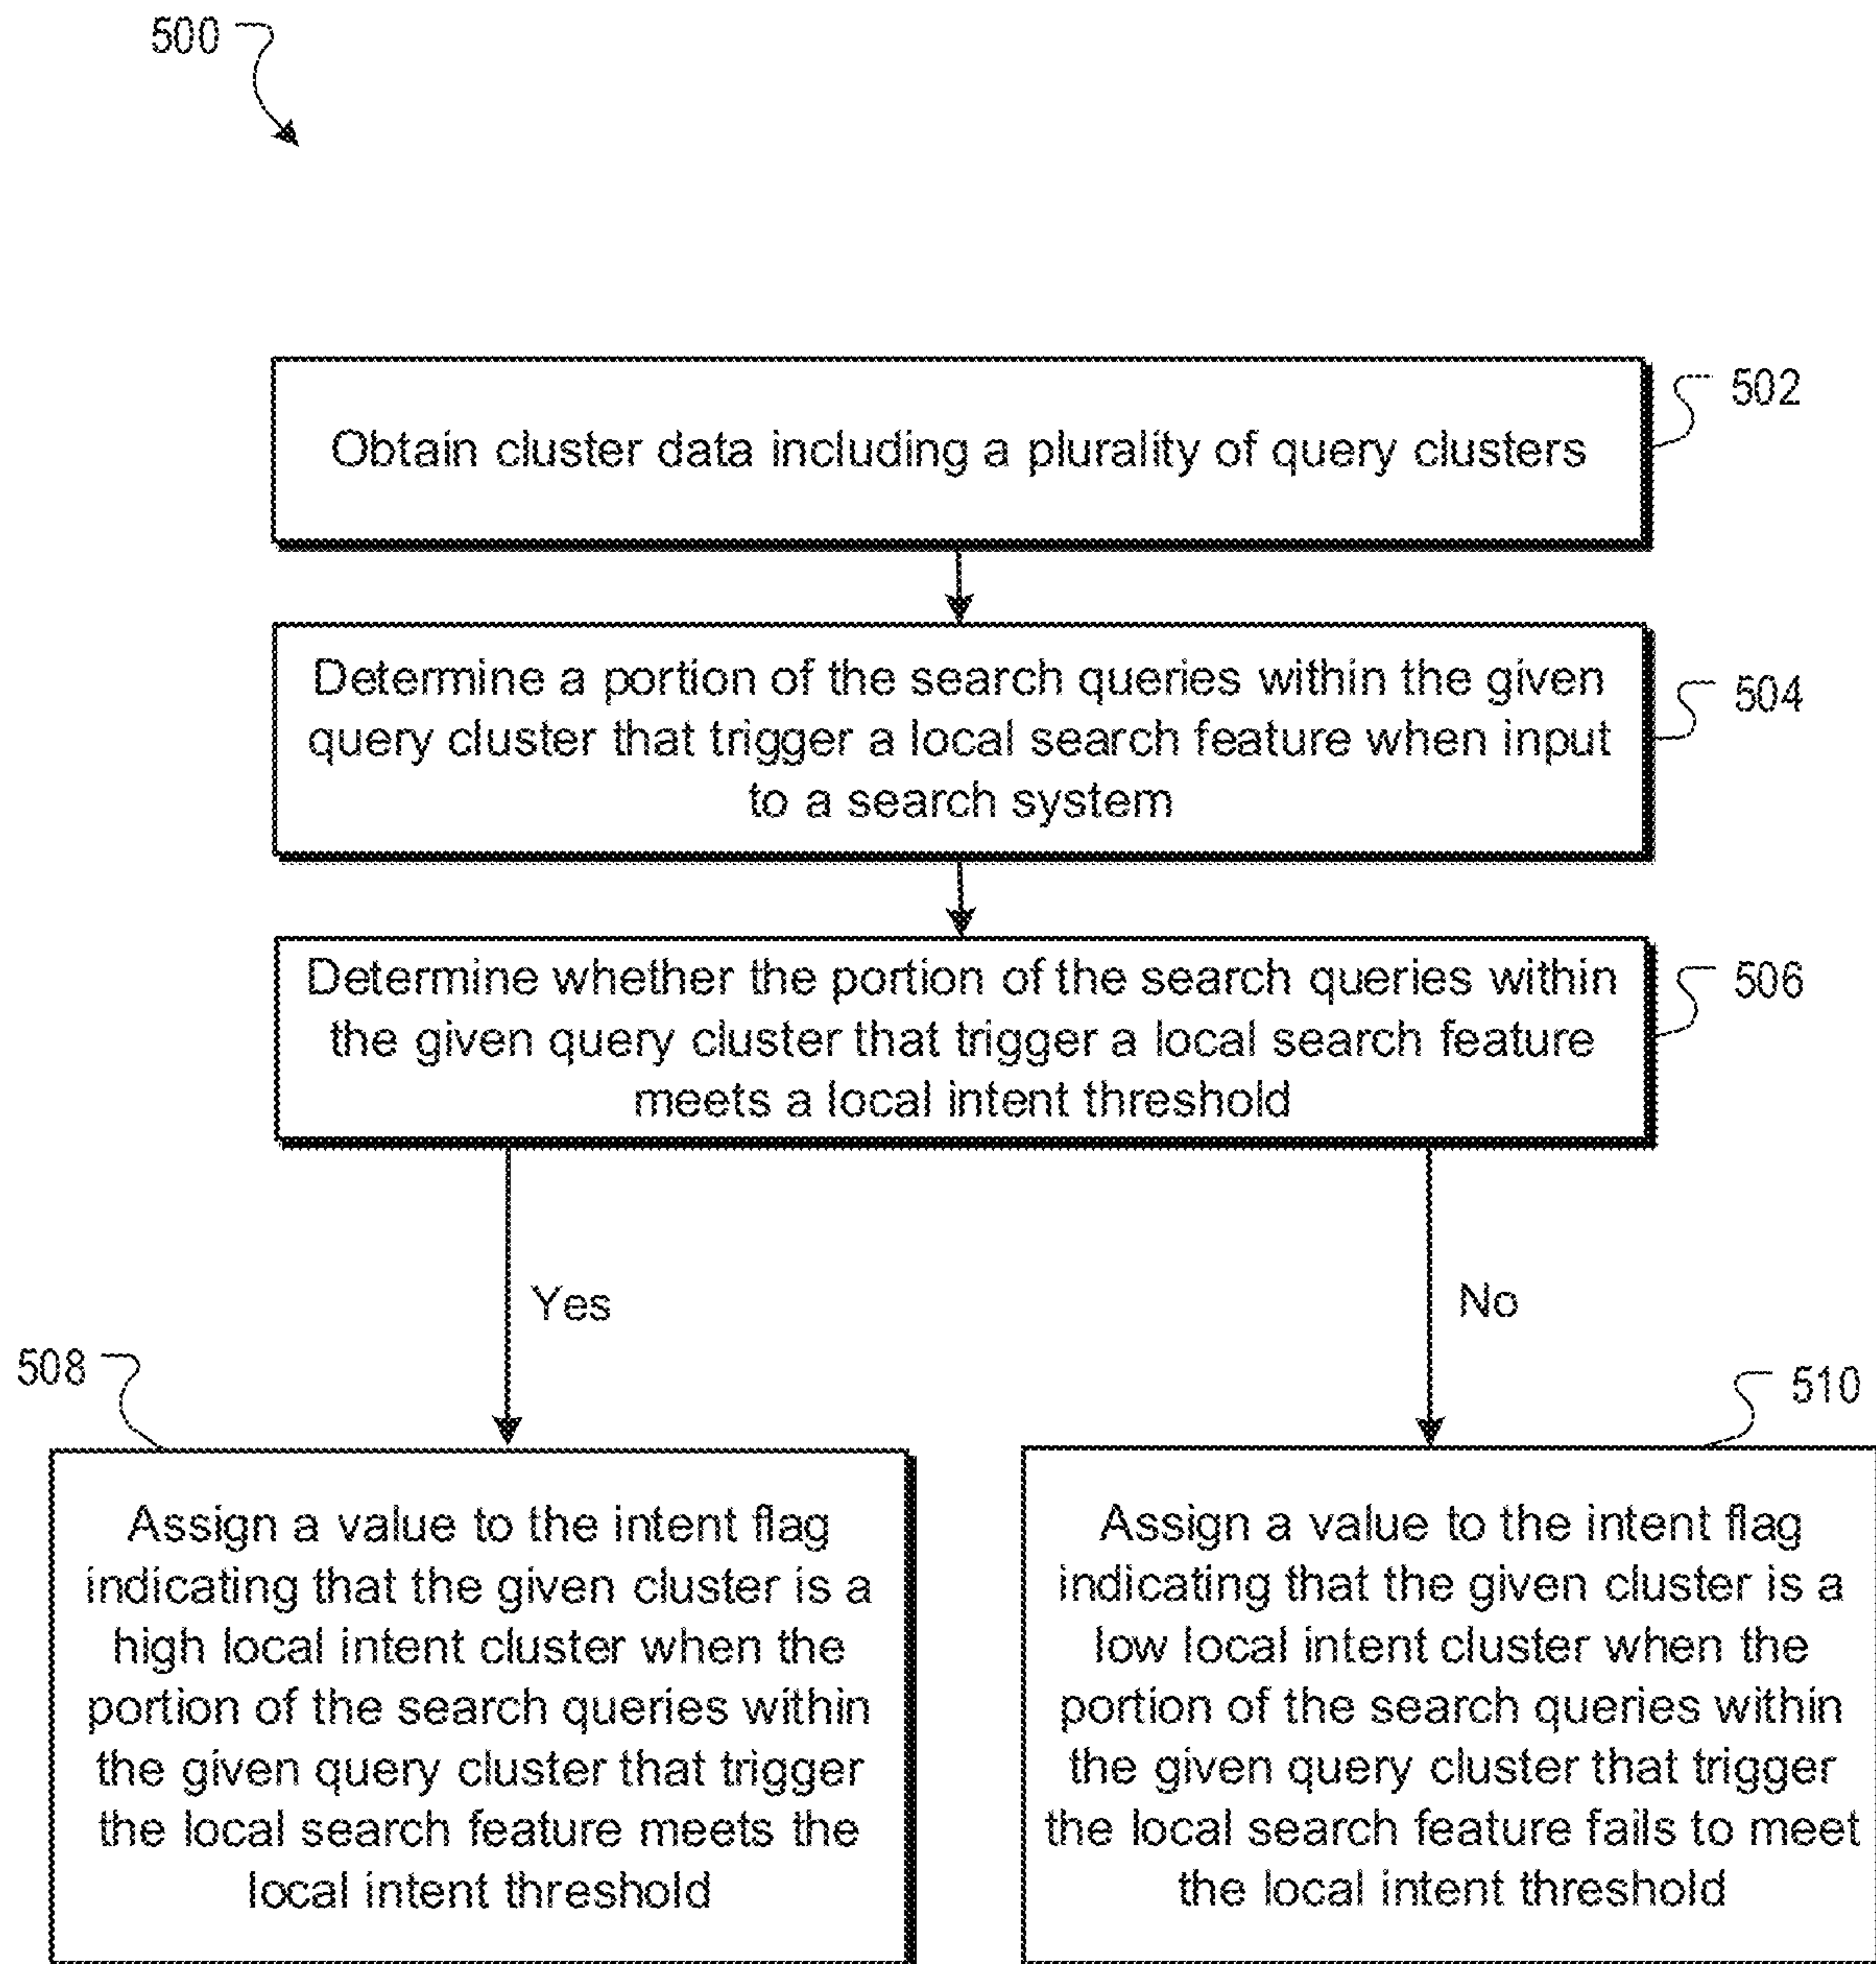 500
Obtain cluster data including a plurality of query clusters
502
Determine a portion of the search queries within the given
query cluster that trigger a local search feature when input
to a search system
504
Determine whether the portion of the search queries within
the given query cluster that trigger a local search feature
meets a local intent threshold
506
Yes
No
508
Assign a value to the intent flag
indicating that the given cluster is a
high local intent cluster when the
portion of the search queries within
the given query cluster that trigger
the local search feature meets the
local intent threshold
510
Assign a value to the intent flag
indicating that the given cluster is a
low local intent cluster when the
portion of the search queries within
the given query cluster that trigger
the local search feature fails to meet
the local intent threshold